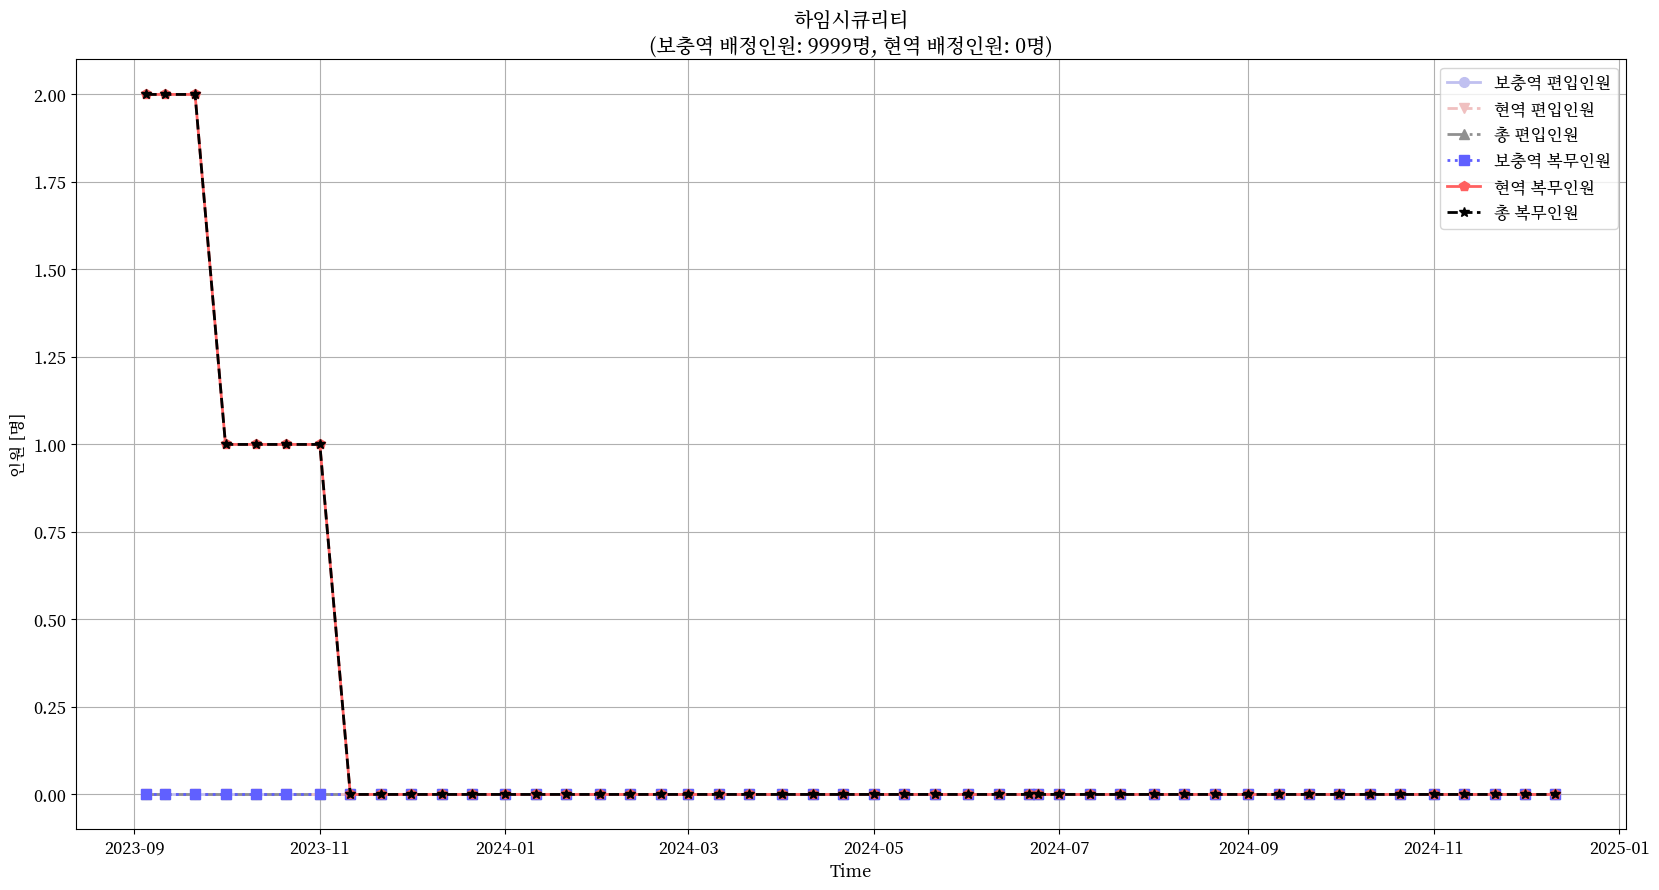 하임시큐리티
(보충역 배정인원: 9999명, 현역 배정인원: 0명)
보충역 편입인원
현역 편입인원
총 편입인원
보충역 복무인원
현역 복무인원
총 복무인원
2.00
1.75
1.50
1.25
1.00
0.75
0.50
0.25
0.00
인원 [명]
2023-09
2023-11
2024-01
2024-03
2024-05
2024-07
2024-09
2024-11
2025-01
Time